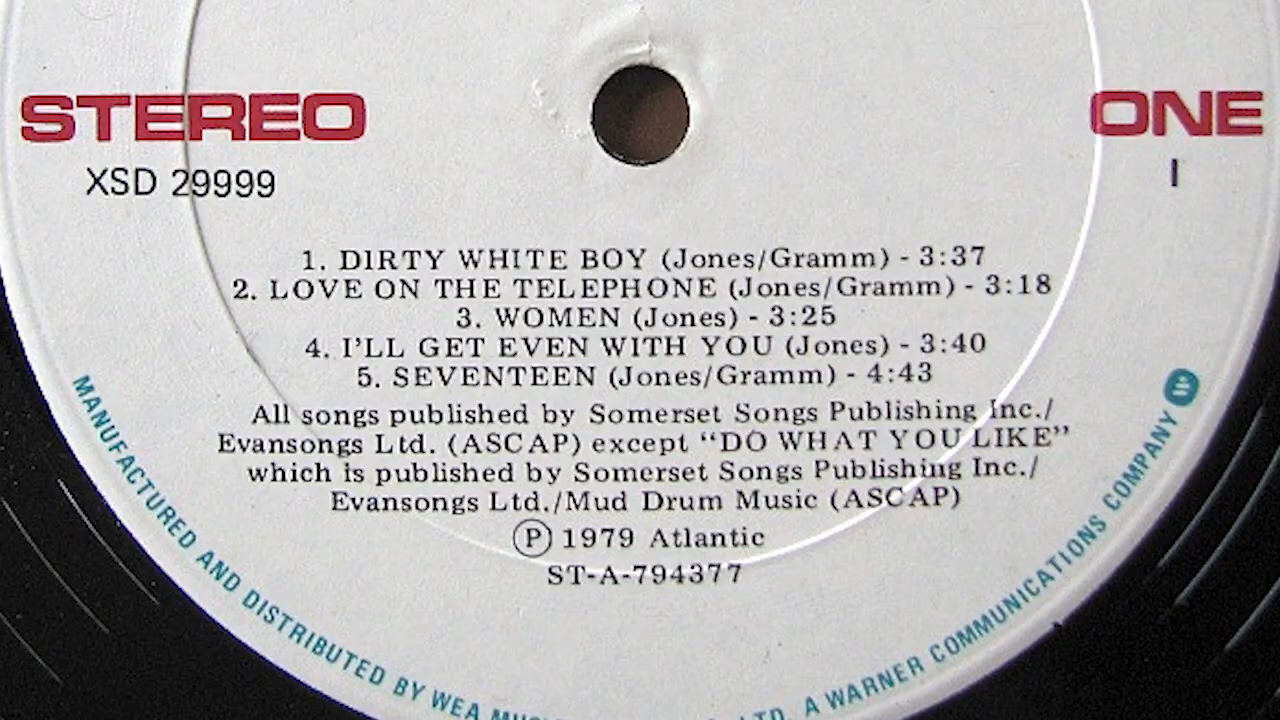 STEREO
ONE
XSD 29999
1
1. DIRTY WHITE BOY (Jones/Gramm) - 3:37
2. LOVE ON THE TELEPHONE (Jones/Gramm) - 3:18
3. WOMEN (Jones) - 3:25
4. I'LL GET EVEN WITH YOU (Jones) - 3:40
5. SEVENTEEN (Jones/Gramm) - 4:43
All songs published by Somerset Songs Publishing Inc./
Evansongs Ltd. (ASCAP) except “DO WHAT YOU LIKE”
which is published by Somerset Songs Publishing Inc./
Evansongs Ltd./Mud Drum Music (ASCAP)
Ⓟ 1979 Atlantic
ST-A-794377
MANUFACTURED AND DISTRIBUTED BY WEA LTD. A WARNER COMMUNICATIONS COMPANY